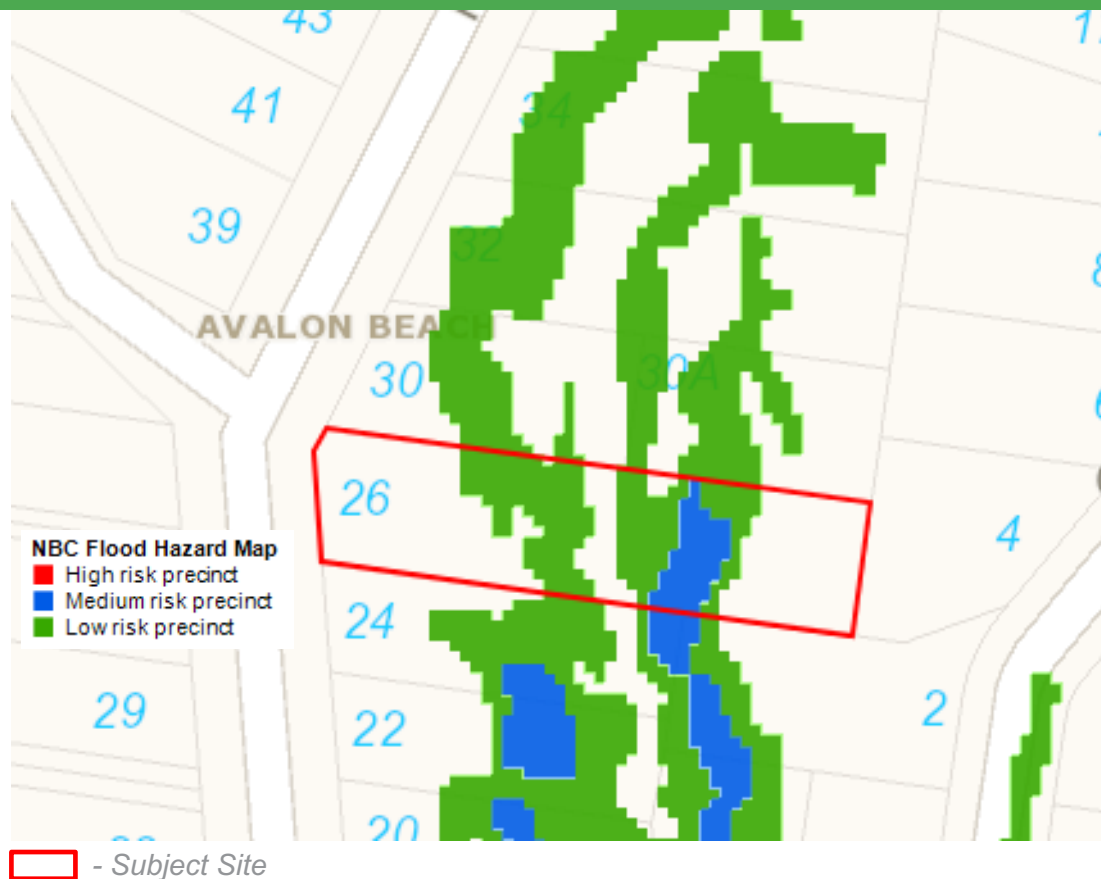 43
41
34
39
32
AVALON BEACH
30
30A
26
4
NBC Flood Hazard Map
High risk precinct
Medium risk precinct
Low risk precinct
24
29
22
2
20
- Subject Site